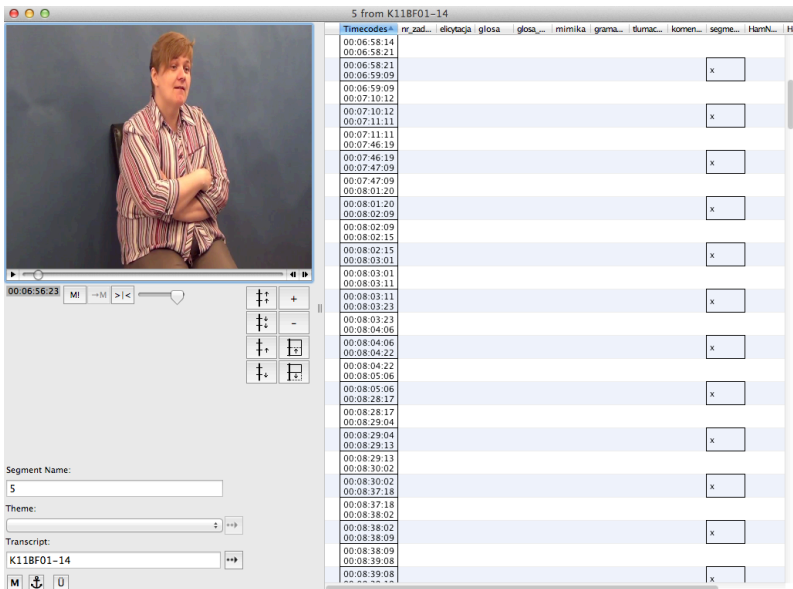 5 from K11BF01-14
Timecodes nr_zad... elicytacja glosa glosa_... mimika grama... tłumac... komen... segme... HamN... H
00:06:58:14
00:06:58:21
00:06:58:21
00:06:59:09
x
00:06:59:09
00:07:10:12
00:07:10:12
00:07:11:11
x
00:07:11:11
00:07:46:19
00:07:46:19
00:07:47:09
x
00:07:47:09
00:08:01:20
00:08:01:20
00:08:02:09
x
00:08:02:09
00:08:02:15
00:08:02:15
00:08:03:01
x
00:08:03:01
00:08:03:11
00:08:03:11
00:08:03:23
x
00:08:03:23
00:08:04:06
00:08:04:06
00:08:04:22
x
00:08:04:22
00:08:05:06
00:08:05:06
00:08:28:17
x
00:08:28:17
00:08:29:04
00:08:29:04
00:08:29:13
x
00:08:29:13
00:08:30:02
00:08:30:02
00:08:37:18
x
00:08:37:18
00:08:38:02
00:08:38:02
00:08:38:09
x
00:08:38:09
00:08:39:08
00:08:39:08
x
00:06:56:23 M! →M >|<
+
-
Segment Name:
5
Theme:
Transcript:
K11BF01-14
M Ü